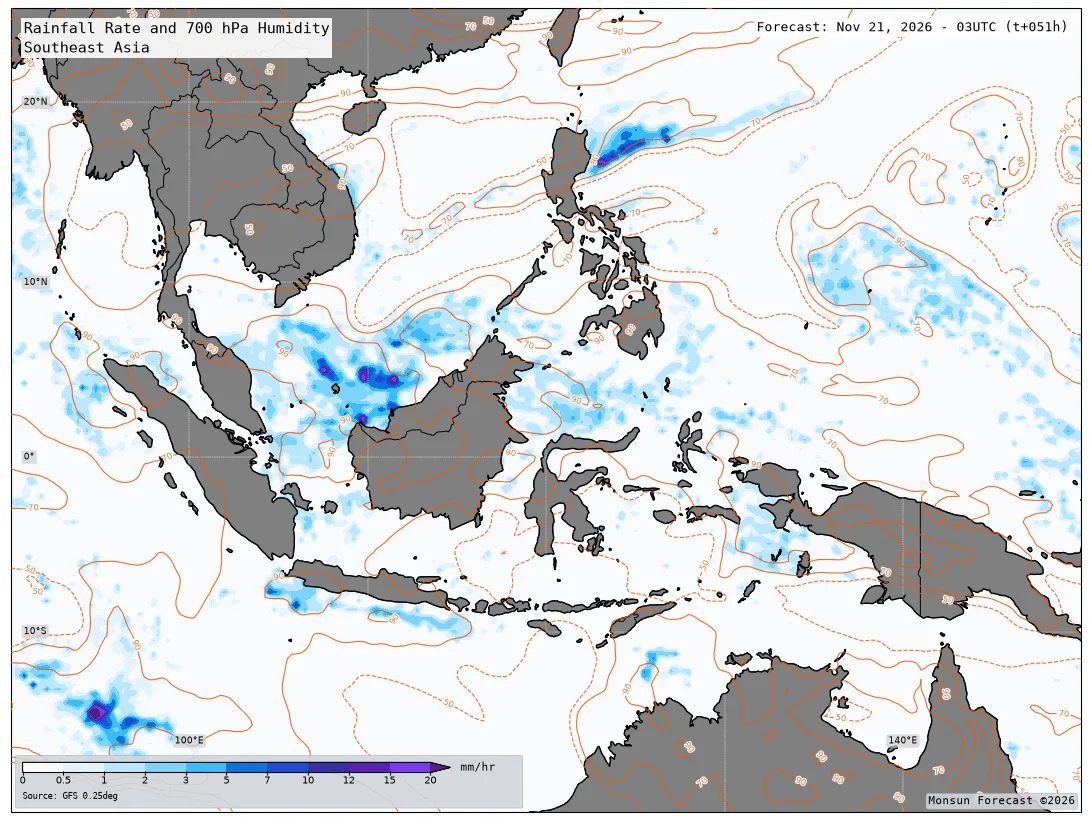 Rainfall Rate and 700 hPa Humidity
Southeast Asia
Forecast: Nov 21, 2026 - 03UTC (t+051h)
20°N
10°N
0°
10°S
100°E
140°E
0 0.5 1 2 3 5 7 10 12 15 20 mm/hr
Source: GFS 0.25deg
Monsun Forecast ©2026